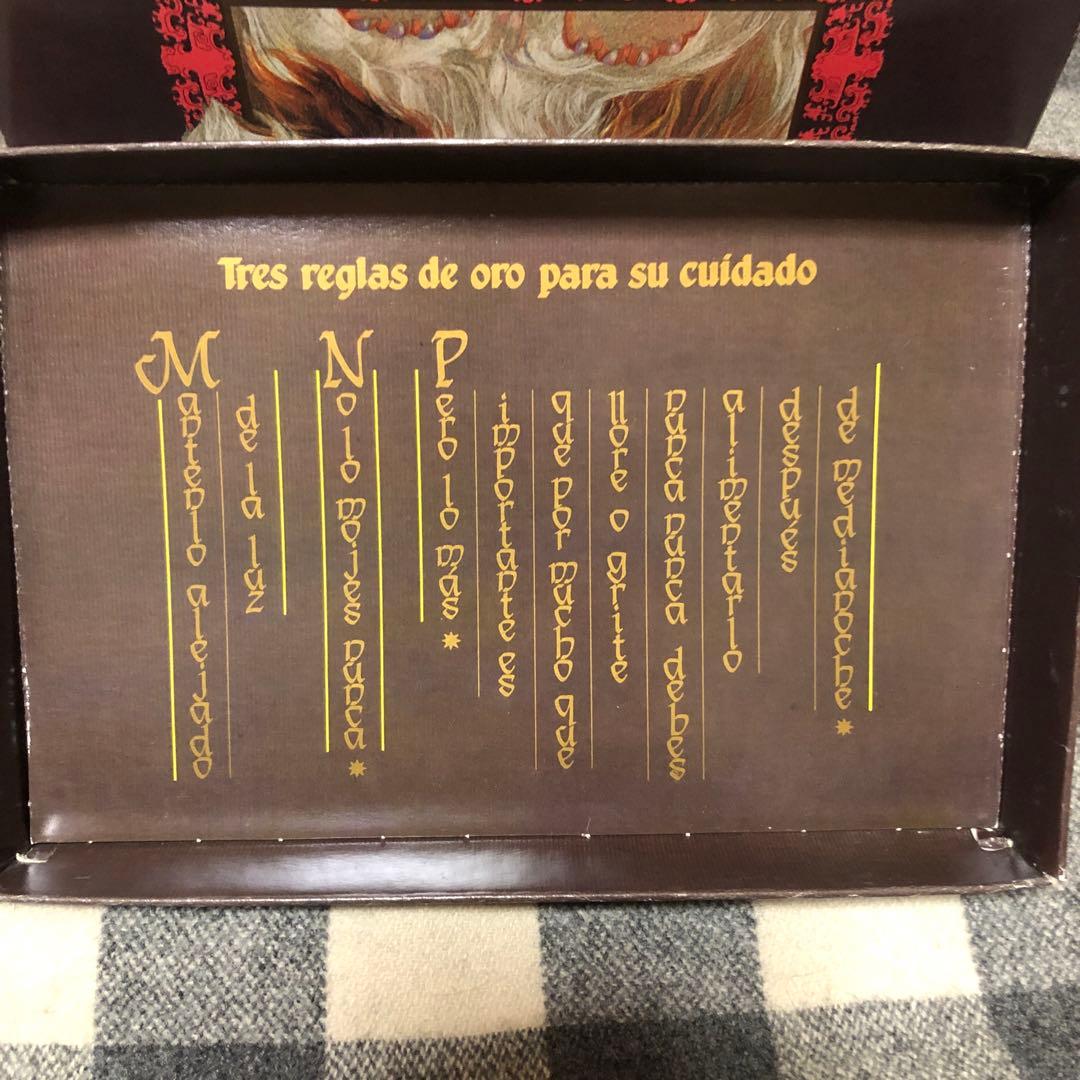 Tres reglas de oro para su cuidado
Mantenlo alejado
de la luz
No lo mojes nunca *
Pero lo más *
importante es
que por mucho que
llore o grite
nunca nunca debes
alimentarlo
después
de medianoche *